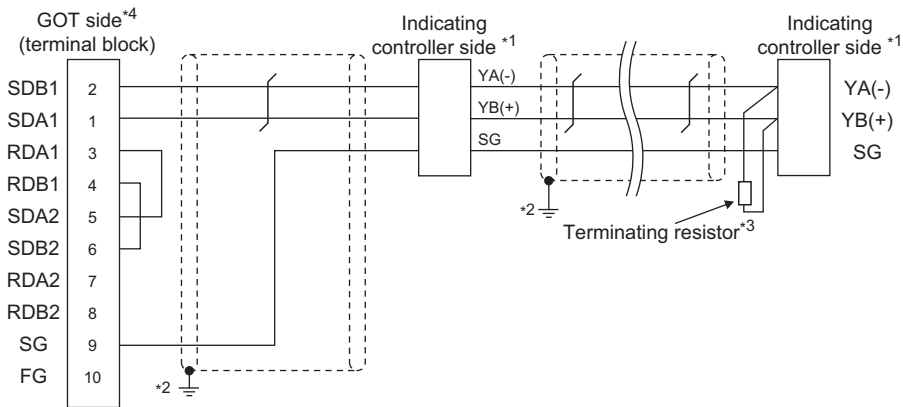 GOT side*4
(terminal block)
SDB1 2
SDA1 1
RDA1 3
RDB1 4
SDA2 5
SDB2 6
RDA2 7
RDB2 8
SG 9
FG 10
*2
Indicating
controller side *1
YA(-)
YB(+)
SG
*2
Terminating resistor*3
Indicating
controller side *1
YA(-)
YB(+)
SG